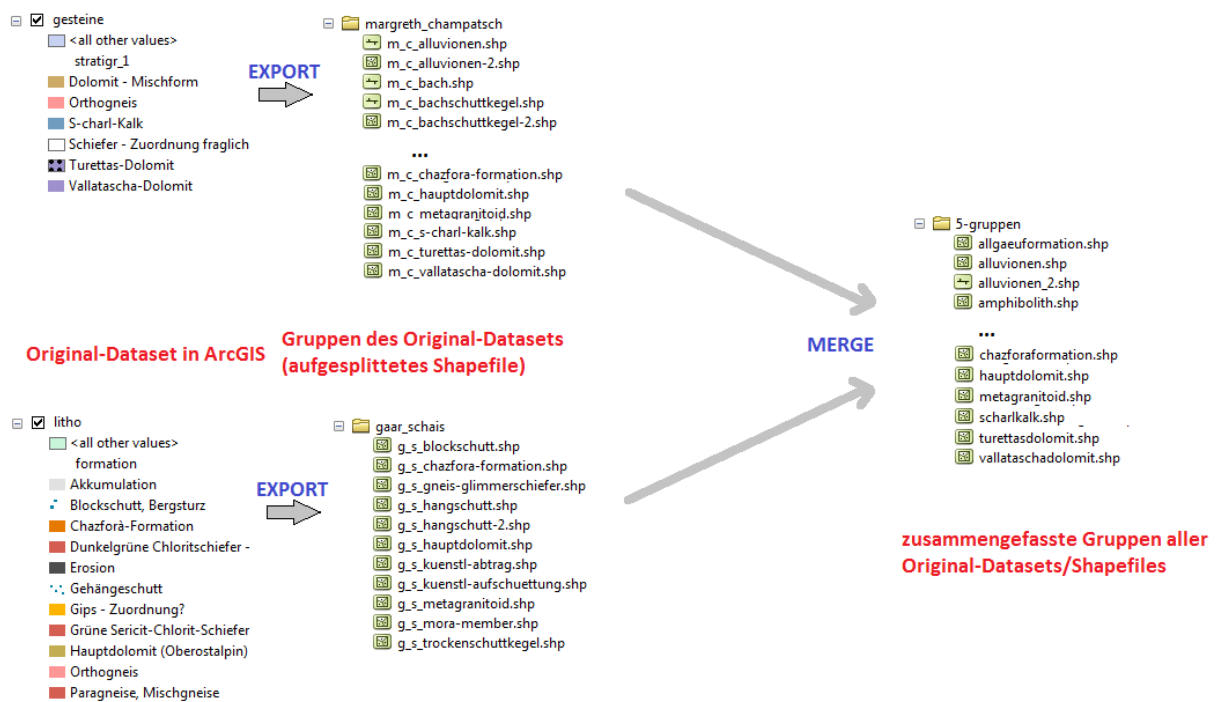 gesteine
<all other values>
stratigr_1
Dolomit - Mischform
Orthogneis
S-charl-Kalk
Schiefer - Zuordnung fraglich
Turettas-Dolomit
Vallatascha-Dolomit
EXPORT
margreth_champatsch
m_c_alluvionen.shp
m_c_alluvionen-2.shp
m_c_bach.shp
m_c_bachschuttkegel.shp
m_c_bachschuttkegel-2.shp
...
m_c_chazfora-formation.shp
m_c_hauptdolomit.shp
m_c_metagranitoid.shp
m_c_s-charl-kalk.shp
m_c_turettas-dolomit.shp
m_c_vallatascha-dolomit.shp
Original-Dataset in ArcGIS
Gruppen des Original-Datasets
(aufgesplittetes Shapefile)
litho
<all other values>
formation
Akkumulation
Blockschutt, Bergsturz
Chazforà-Formation
Dunkelgrüne Chloritschiefer -
Erosion
Gehängeschutt
Gips - Zuordnung?
Grüne Sericit-Chlorit-Schiefer
Hauptdolomit (Oberostalpin)
Orthogneis
Paragneise, Mischgneise
EXPORT
gaar_schais
g_s_blockschutt.shp
g_s_chazfora-formation.shp
g_s_gneis-glimmerschiefer.shp
g_s_hangschutt.shp
g_s_hangschutt-2.shp
g_s_hauptdolomit.shp
g_s_kuenstl-abtrag.shp
g_s_kuenstl-aufschuettung.shp
g_s_metagranitoid.shp
g_s_mora-member.shp
g_s_trockenschuttkegel.shp
MERGE
5-gruppen
allgaeuformation.shp
alluvionen.shp
alluvionen_2.shp
amphibolith.shp
...
chazforaformation.shp
hauptdolomit.shp
metagranitoid.shp
scharlkalk.shp
turettasdolomit.shp
vallataschadolomit.shp
zusammengefasste Gruppen aller
Original-Datasets/Shapefiles